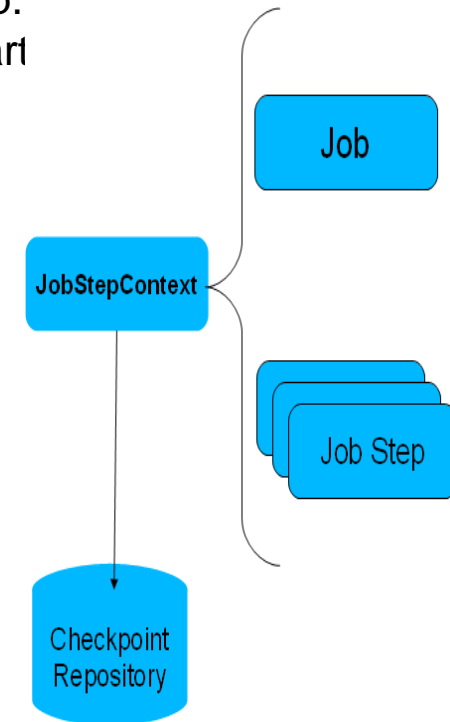 Job
JobStepContext
Job Step
Checkpoint
Repository